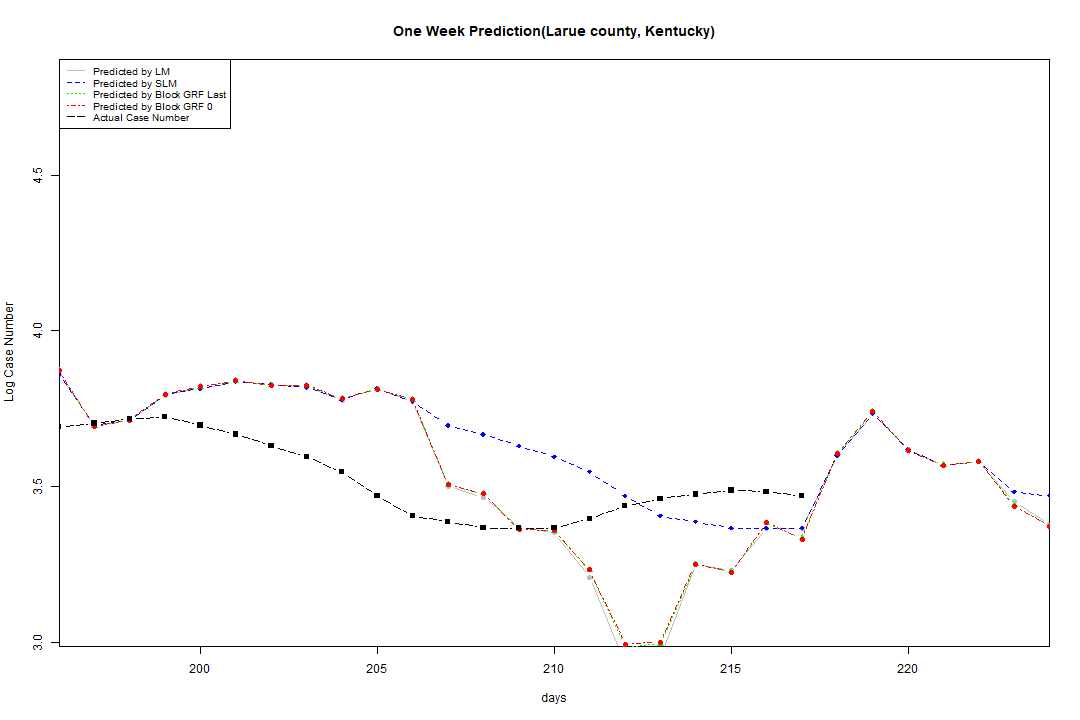 One Week Prediction(Larue county, Kentucky)
Predicted by LM
Predicted by SLM
Predicted by Block GRF Last
Predicted by Block GRF 0
Actual Case Number
4.5
4.0
3.5
3.0
Log Case Number
200 205 210 215 220
days